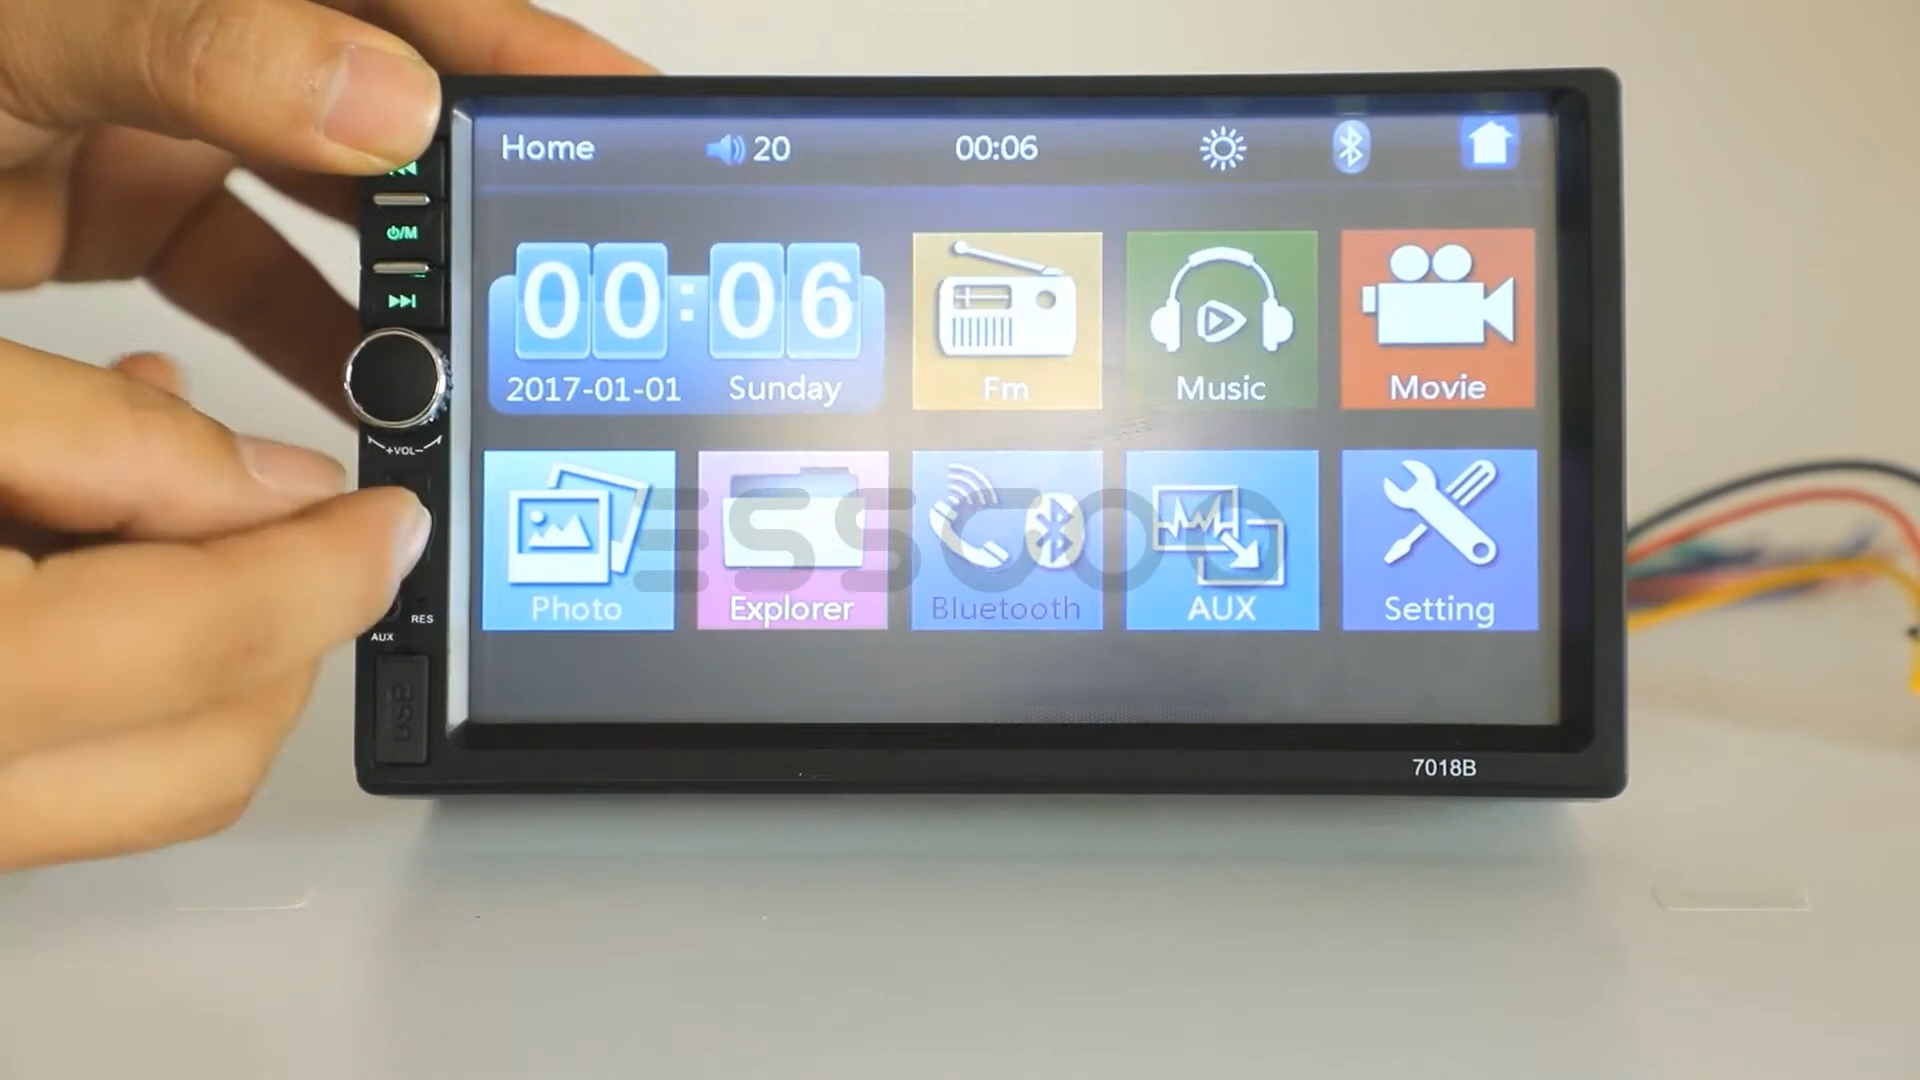 Home 20 00:06
00:06
2017-01-01 Sunday
Fm
Music
Movie
Photo
Explorer
Bluetooth
AUX
Setting
ESSGOO
⏻/M
+VOL-
RES
AUX
USB
7018B